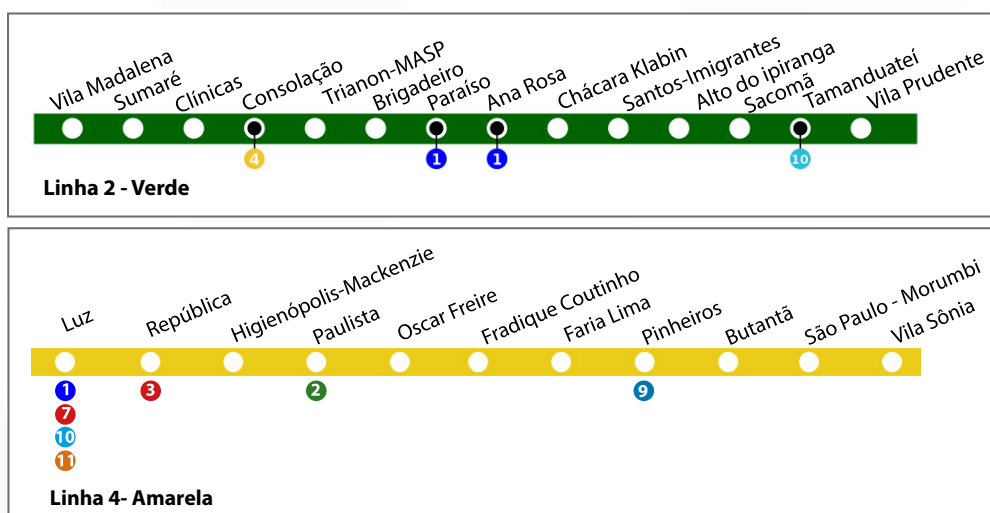 Vila Madalena
Sumaré
Clínicas
Consolação
Trianon-MASP
Brigadeiro
Paraíso
Ana Rosa
Chácara Klabin
Santos-Imigrantes
Alto do ipiranga
Sacomã
Tamanduateí
Vila Prudente
4
1
1
10
Linha 2 - Verde
Luz
República
Higienópolis-Mackenzie
Paulista
Oscar Freire
Fradique Coutinho
Faria Lima
Pinheiros
Butantã
São Paulo - Morumbi
Vila Sônia
1
3
2
9
7
10
11
Linha 4- Amarela